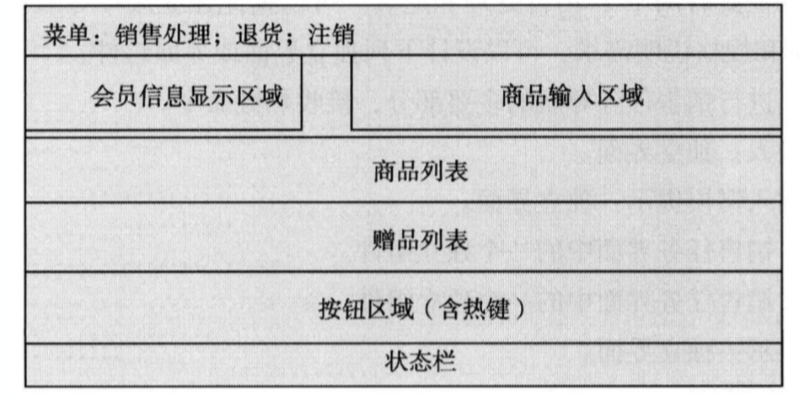 菜单：销售处理；退货；注销
会员信息显示区域
商品输入区域
商品列表
赠品列表
按钮区域（含热键）
状态栏